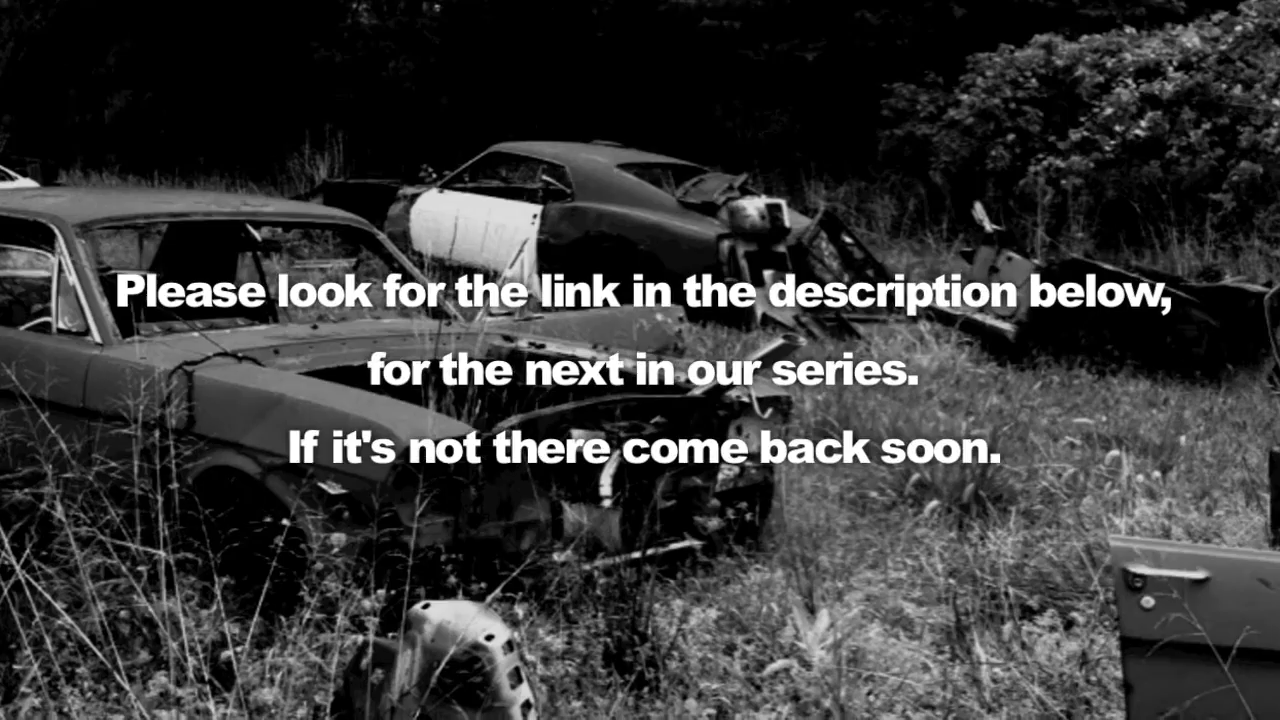 Please look for the link in the description below,
for the next in our series.
If it's not there come back soon.